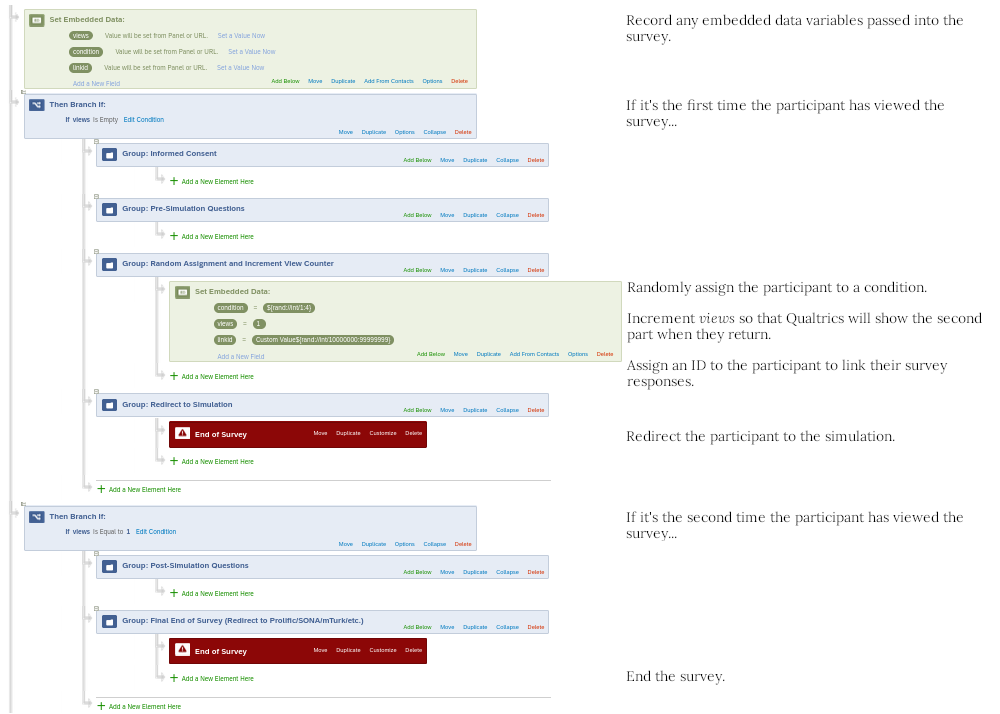 Set Embedded Data:
Record any embedded data variables passed into the
survey.
views Value will be set from Panel or URL. Set a Value Now
condition Value will be set from Panel or URL. Set a Value Now
linkid Value will be set from Panel or URL. Set a Value Now
Add a New Field
Add Below Move Duplicate Add From Contacts Options Delete
Then Branch If:
If it's the first time the participant has viewed the
survey...
If views Is Empty Edit Condition
Move Duplicate Options Collapse Delete
Group: Informed Consent
Add Below Move Duplicate Collapse Delete
+ Add a New Element Here
Group: Pre-Simulation Questions
Add Below Move Duplicate Collapse Delete
+ Add a New Element Here
Group: Random Assignment and Increment View Counter
Add Below Move Duplicate Collapse Delete
Set Embedded Data:
Randomly assign the participant to a condition.
condition = ${rand://int/1:4}
views = 1
linkid = Custom Value${rand://int/10000000:99999999}
Add a New Field
Add Below Move Duplicate Add From Contacts Options Delete
Increment views so that Qualtrics will show the second
part when they return.
Assign an ID to the participant to link their survey
responses.
+ Add a New Element Here
Group: Redirect to Simulation
Add Below Move Duplicate Collapse Delete
End of Survey Move Duplicate Customize Delete
Redirect the participant to the simulation.
+ Add a New Element Here
+ Add a New Element Here
Then Branch If:
If it's the second time the participant has viewed the
survey...
If views Is Equal to 1 Edit Condition
Move Duplicate Options Collapse Delete
Group: Post-Simulation Questions
Add Below Move Duplicate Collapse Delete
+ Add a New Element Here
Group: Final End of Survey (Redirect to Prolific/SONA/mTurk/etc.)
Add Below Move Duplicate Collapse Delete
End of Survey Move Duplicate Customize Delete
+ Add a New Element Here
End the survey.
+ Add a New Element Here